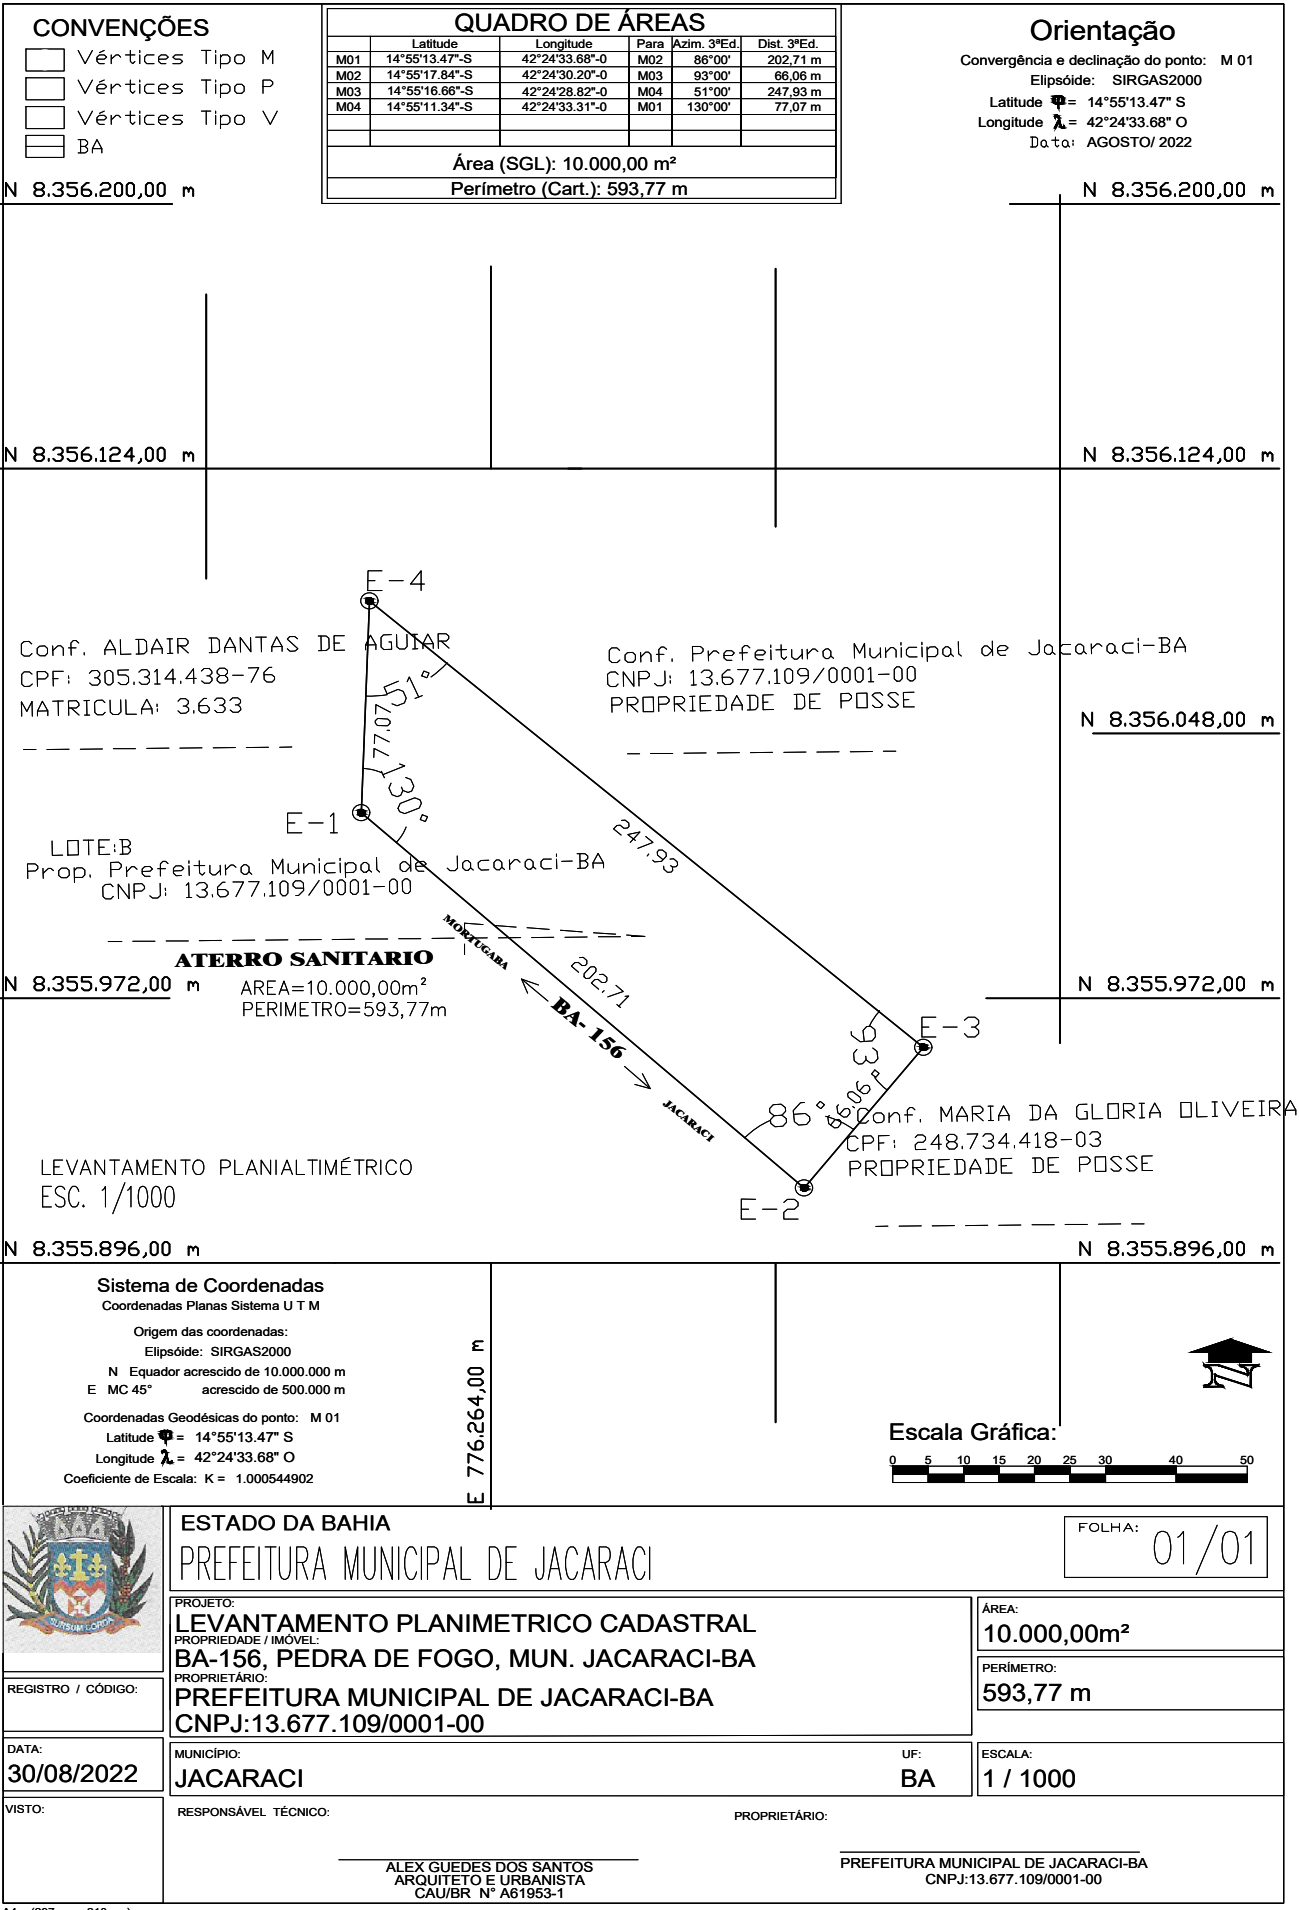 CONVENÇÕES
Vértices Tipo M
Vértices Tipo P
Vértices Tipo V
BA
QUADRO DE ÁREAS
Latitude Longitude Para Azim. 3ªEd. Dist. 3ªEd.
M01 14°55'13.47"-S 42°24'33.68"-0 M02 86°00' 202,71 m
M02 14°55'17.84"-S 42°24'30.20"-0 M03 93°00' 66,06 m
M03 14°55'16.66"-S 42°24'28.82"-0 M04 51°00' 247,93 m
M04 14°55'11.34"-S 42°24'33.31"-0 M01 130°00' 77,07 m
Área (SGL): 10.000,00 m²
Perímetro (Cart.): 593,77 m
Orientação
Convergência e declinação do ponto: M 01
Elipsóide: SIRGAS2000
Latitude φ = 14°55'13.47" S
Longitude λ = 42°24'33.68" O
Data: AGOSTO/ 2022
N 8.356.200,00 m
N 8.356.200,00 m
N 8.356.124,00 m
N 8.356.124,00 m
E-4
Conf. ALDAIR DANTAS DE AGUIAR
CPF: 305.314.438-76
MATRICULA: 3.633
Conf. Prefeitura Municipal de Jacaraci-BA
CNPJ: 13.677.109/0001-00
PROPRIEDADE DE POSSE
N 8.356.048,00 m
51°
77.07
130°
E-1
247.93
LOTE:B
Prop. Prefeitura Municipal de Jacaraci-BA
CNPJ: 13.677.109/0001-00
MORTUGABA
ATERRO SANITARIO
AREA=10.000,00m²
PERIMETRO=593,77m
N 8.355.972,00 m
N 8.355.972,00 m
202.71
BA- 156
JACARACI
E-3
93°
66.06
86°
Conf. MARIA DA GLORIA OLIVEIRA
CPF: 248.734.418-03
PROPRIEDADE DE POSSE
E-2
LEVANTAMENTO PLANIALTIMÉTRICO
ESC. 1/1000
N 8.355.896,00 m
N 8.355.896,00 m
Sistema de Coordenadas
Coordenadas Planas Sistema U T M
Origem das coordenadas:
Elipsóide: SIRGAS2000
N Equador acrescido de 10.000.000 m
E MC 45° acrescido de 500.000 m
Coordenadas Geodésicas do ponto: M 01
Latitude φ = 14°55'13.47" S
Longitude λ = 42°24'33.68" O
Coeficiente de Escala: K = 1.000544902
E 776.264,00 m
N
Escala Gráfica:
0 5 10 15 20 25 30 40 50
SURSUM CORDA
ESTADO DA BAHIA
PREFEITURA MUNICIPAL DE JACARACI
FOLHA: 01/01
PROJETO:
LEVANTAMENTO PLANIMETRICO CADASTRAL
PROPRIEDADE / IMÓVEL:
BA-156, PEDRA DE FOGO, MUN. JACARACI-BA
PROPRIETÁRIO:
PREFEITURA MUNICIPAL DE JACARACI-BA
CNPJ:13.677.109/0001-00
ÁREA:
10.000,00m²
PERÍMETRO:
593,77 m
REGISTRO / CÓDIGO:
DATA:
30/08/2022
MUNICÍPIO:
JACARACI
UF:
BA
ESCALA:
1 / 1000
VISTO:
RESPONSÁVEL TÉCNICO:
ALEX GUEDES DOS SANTOS
ARQUITETO E URBANISTA
CAU/BR N° A61953-1
PROPRIETÁRIO:
PREFEITURA MUNICIPAL DE JACARACI-BA
CNPJ:13.677.109/0001-00